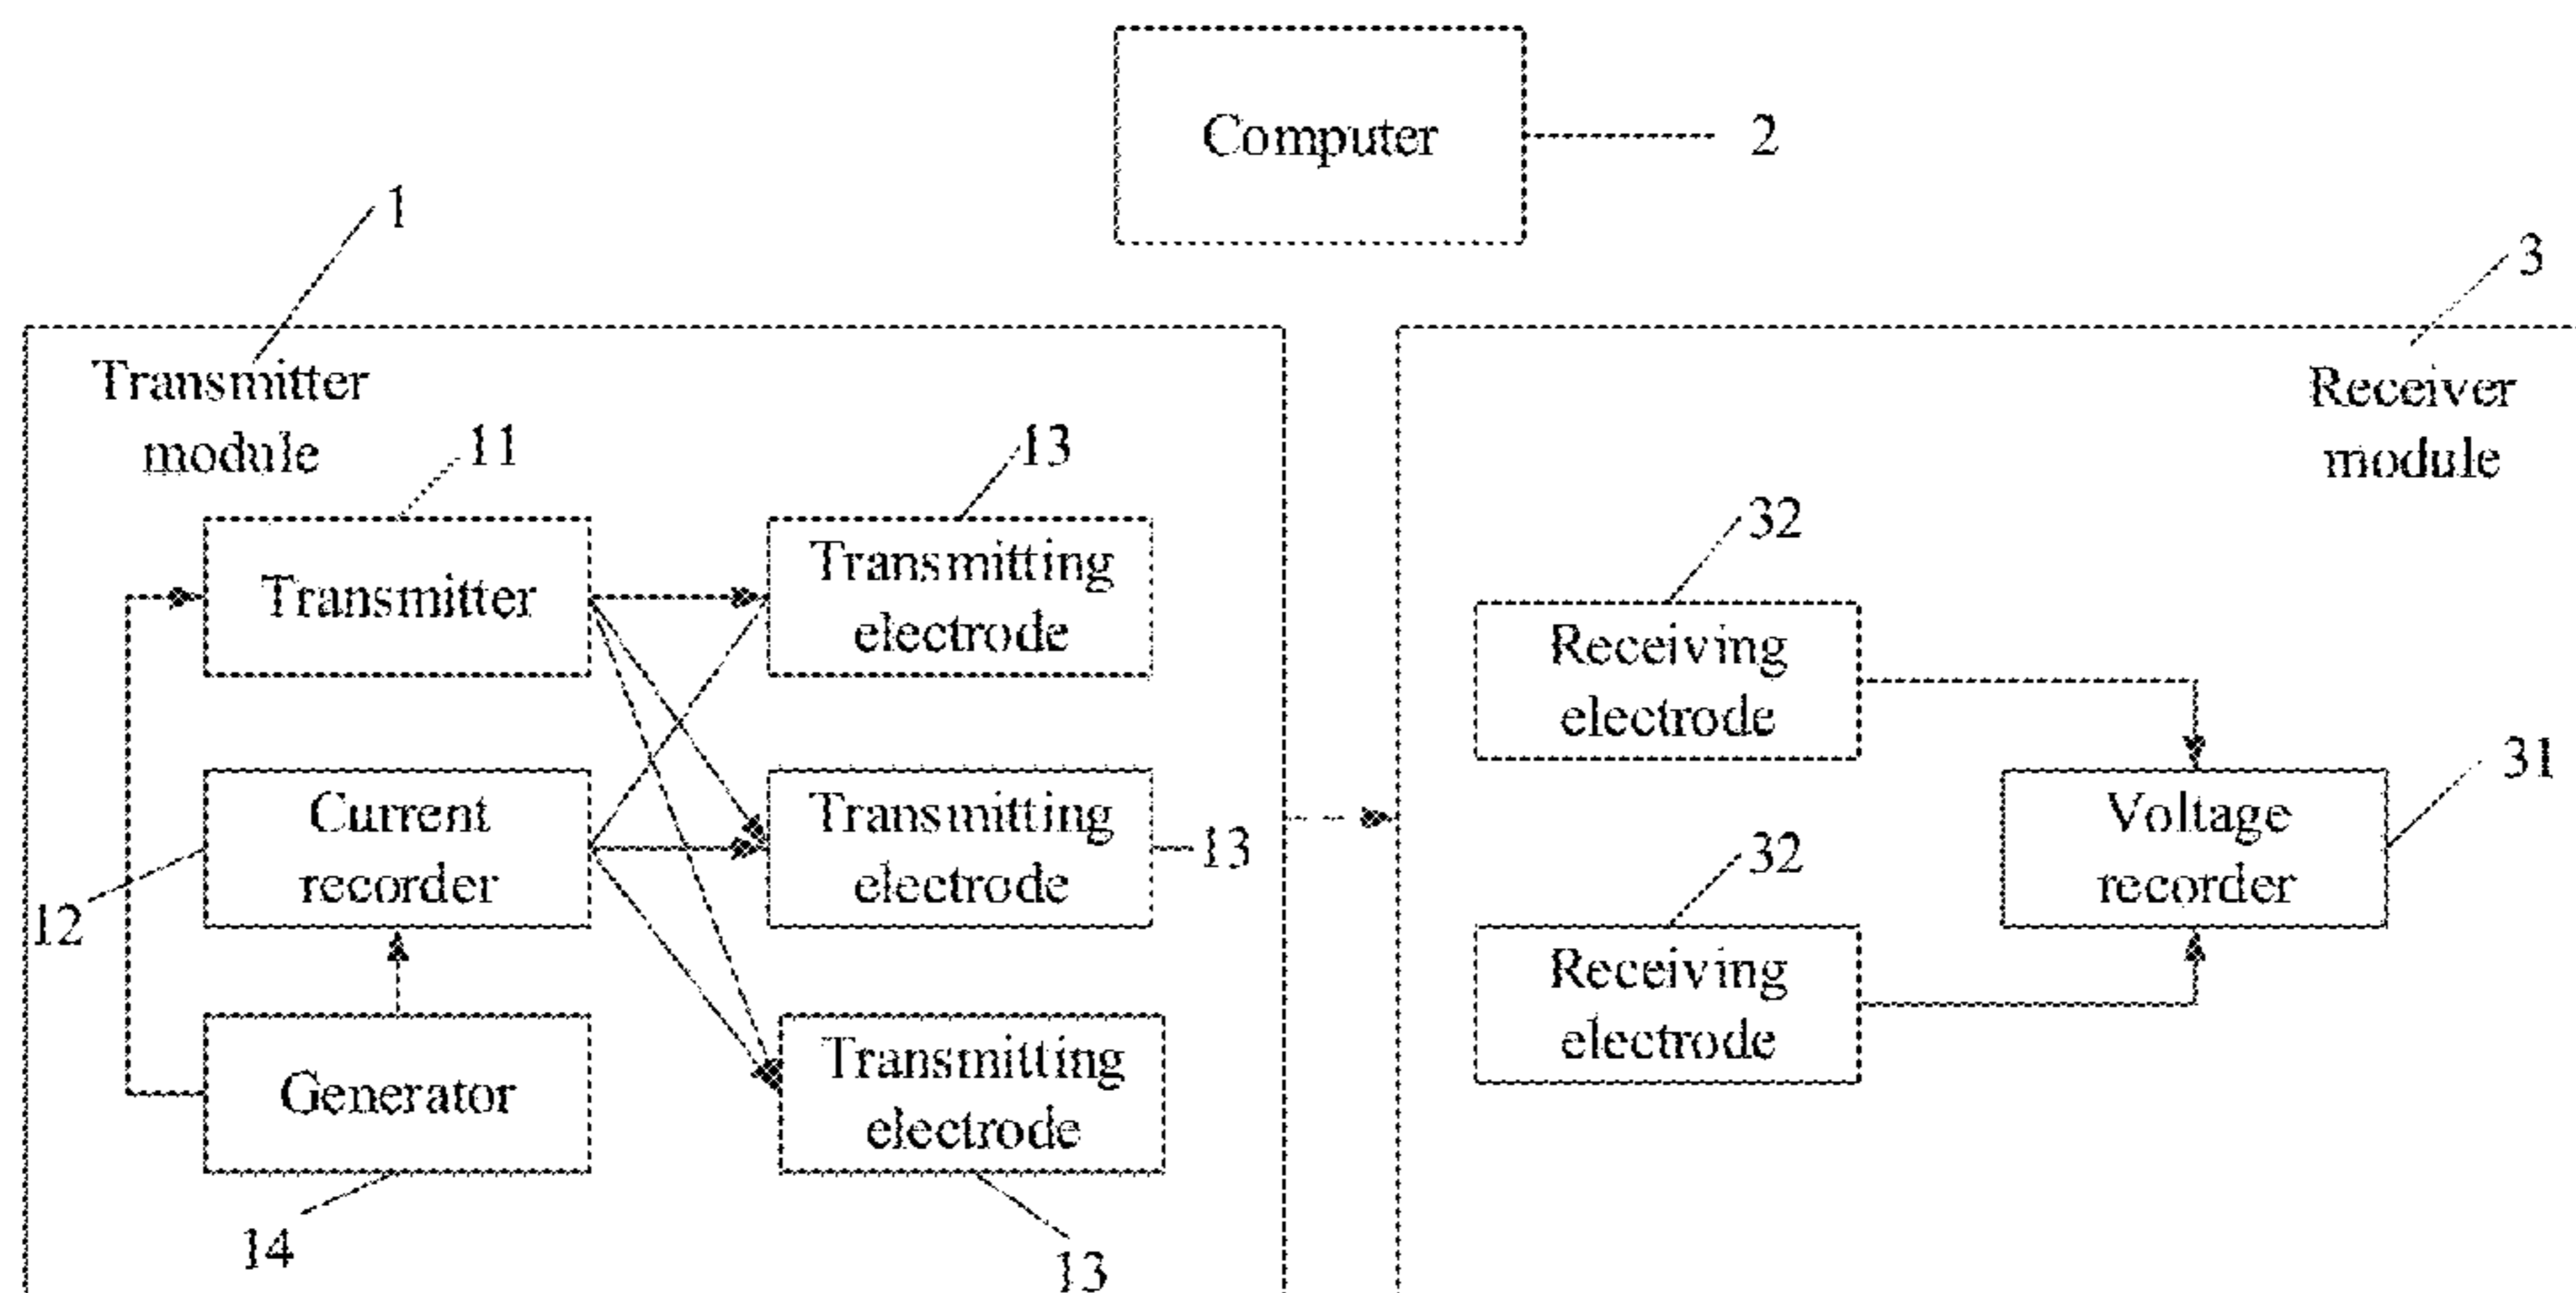 Computer
2
1
3
Transmitter
module
Receiver
module
11
13
Transmitter
Transmitting
electrode
32
Receiving
electrode
Current
recorder
12
Transmitting
electrode
13
Voltage
recorder
31
32
Receiving
electrode
Generator
14
Transmitting
electrode
13